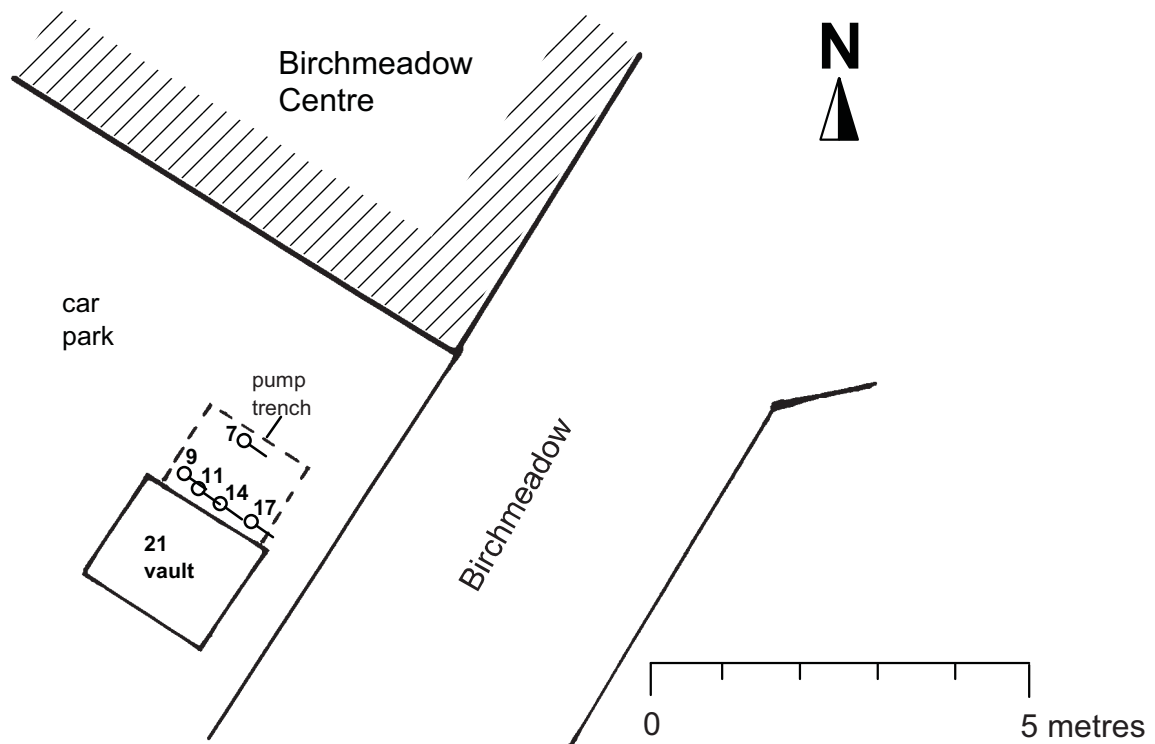 Birchmeadow
Centre
N
car
park
pump
trench
7
9
11
14
17
21
vault
Birchmeadow
0
5 metres